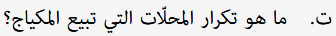 ت. ما هو تكرار المحلّات التي تبيع المكياج؟